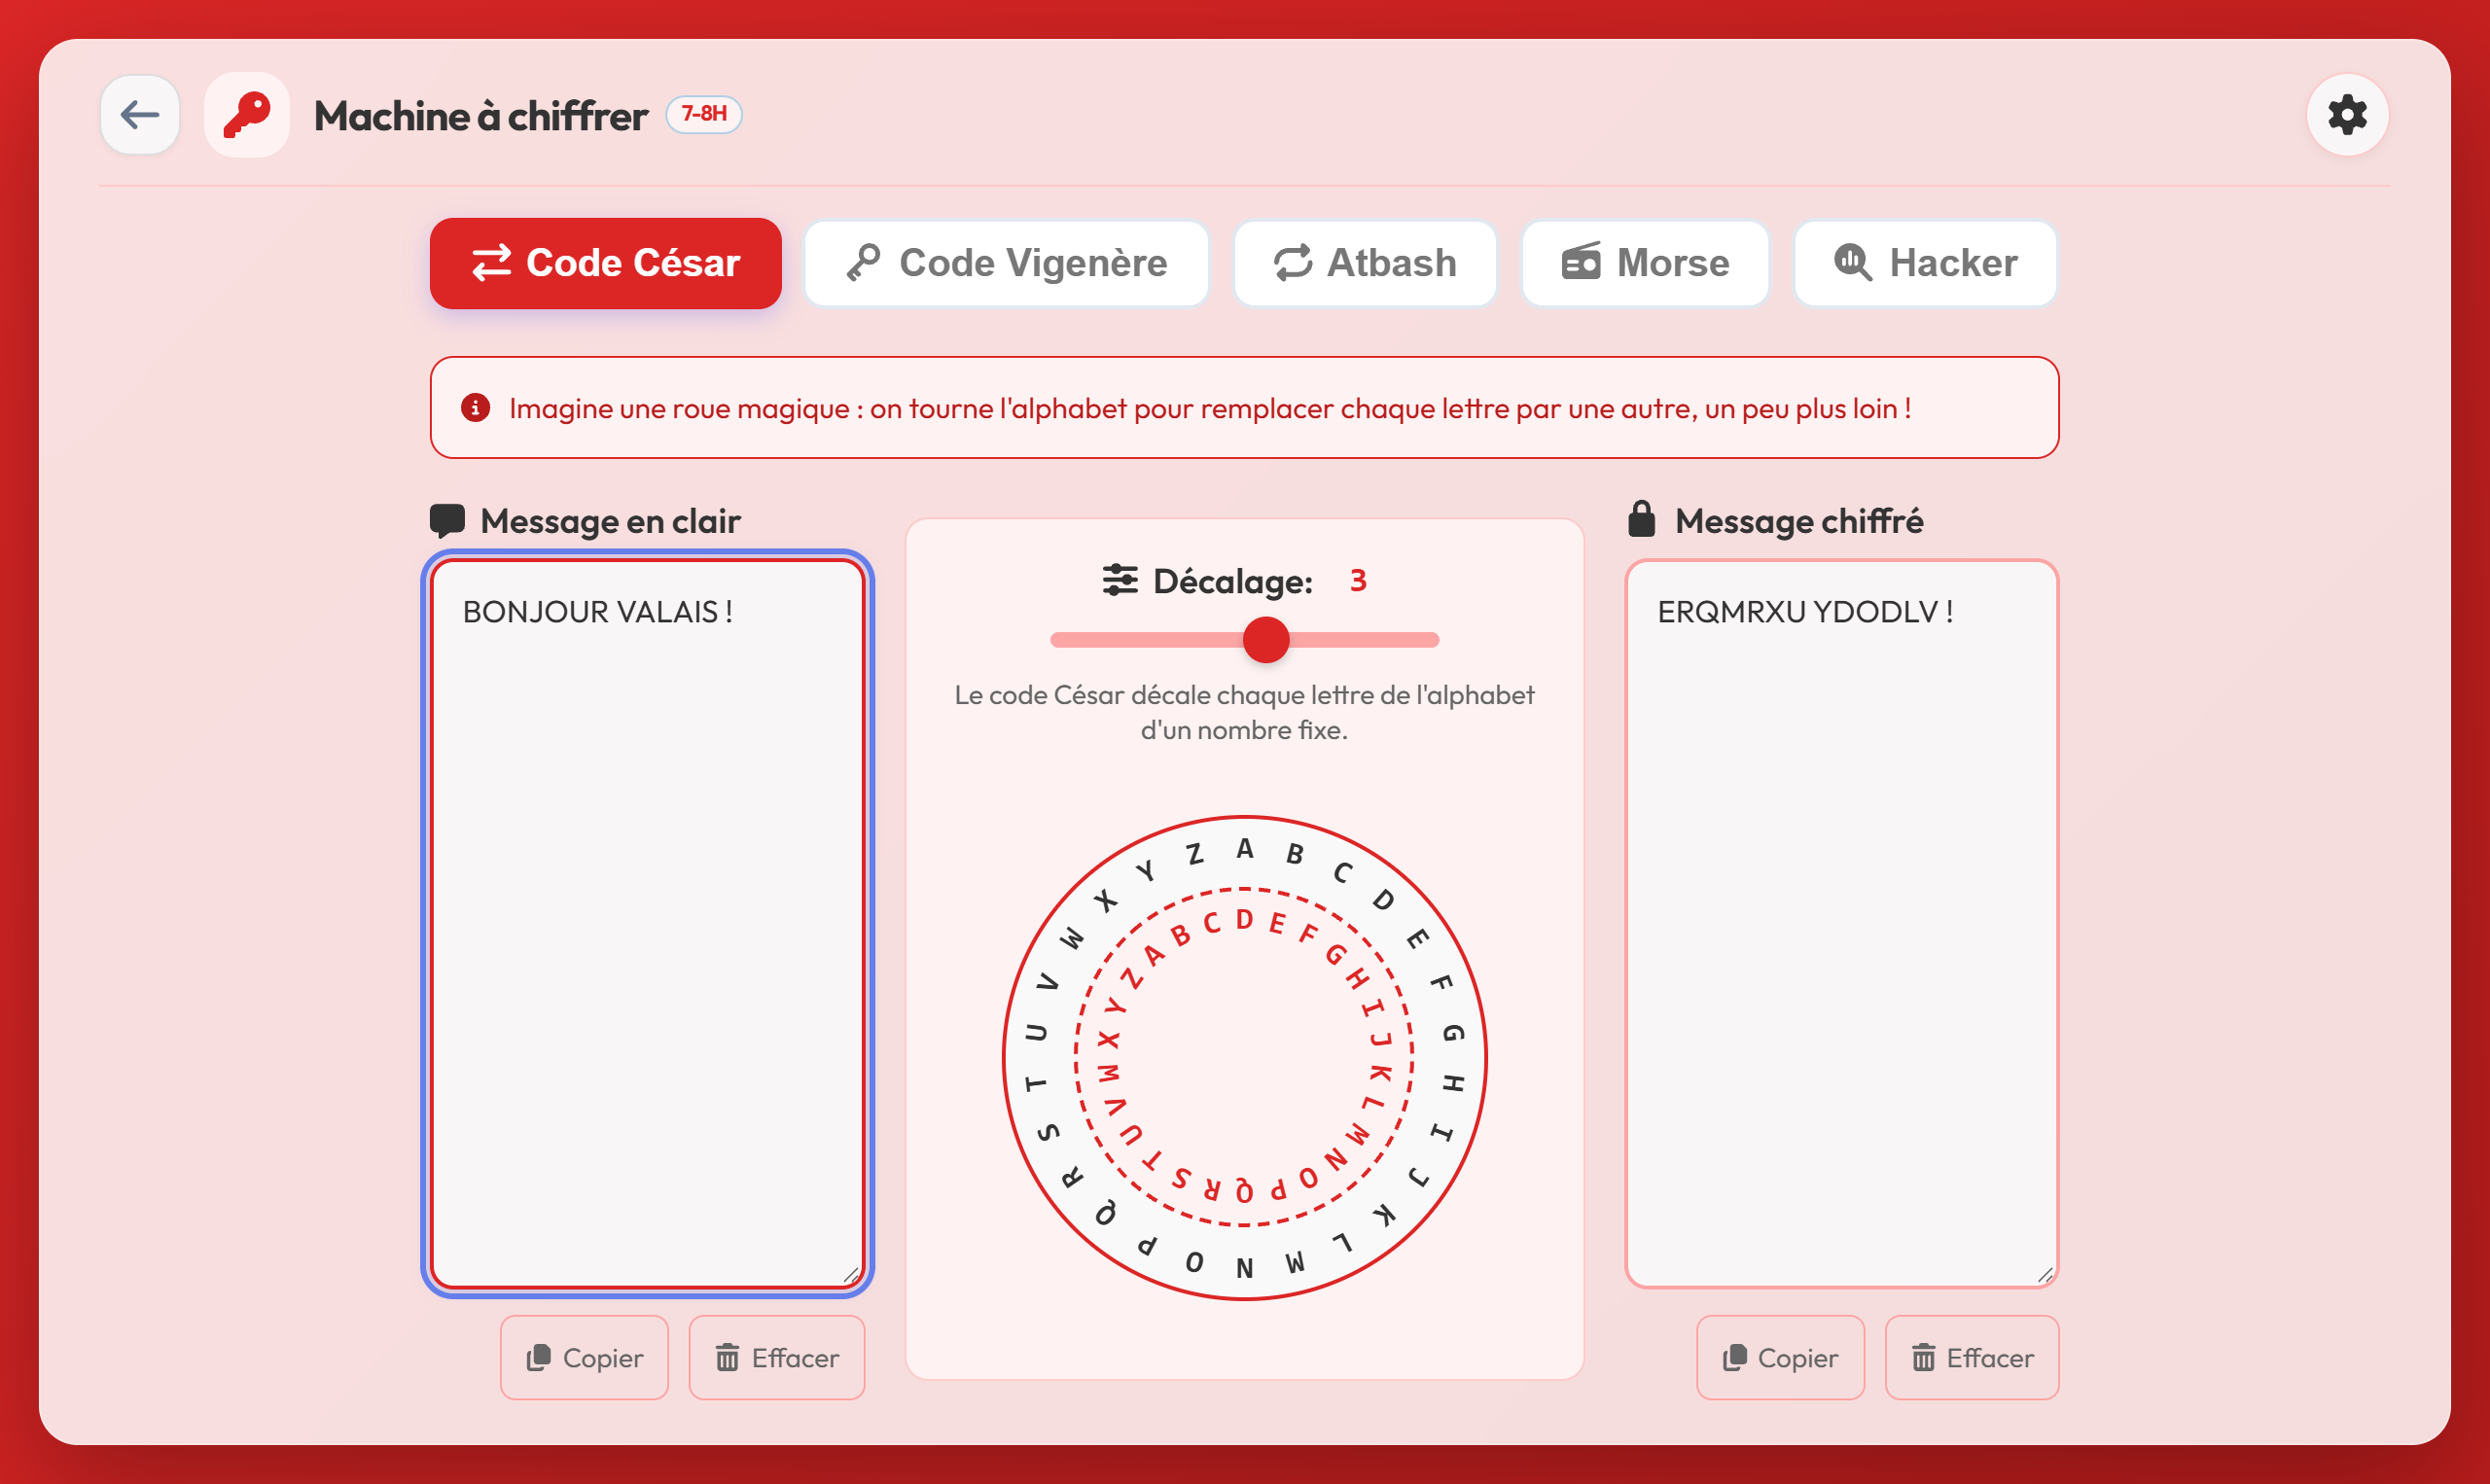 Machine à chiffrer
7-8H
Code César
Code Vigenère
Atbash
Morse
Hacker
Imagine une roue magique : on tourne l'alphabet pour remplacer chaque lettre par une autre, un peu plus loin !
Message en clair
BONJOUR VALAIS !
Copier
Effacer
Décalage: 3
Le code César décale chaque lettre de l'alphabet
d'un nombre fixe.
A B C D E F G H I J K L M N O P Q R S T U V W X Y Z
D E F G H I J K L M N O P Q R S T U V W X Y Z A B C
Message chiffré
ERQMRXU YDODLV !
Copier
Effacer